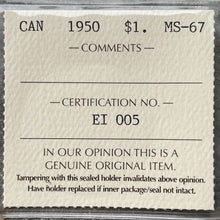 CAN 1950 $1. MS-67
— COMMENTS —
— CERTIFICATION NO. —
EI 005
IN OUR OPINION THIS IS A
GENUINE ORIGINAL ITEM.
Tampering with this sealed holder invalidates above opinion.
Have holder replaced if inner package/seal not intact.